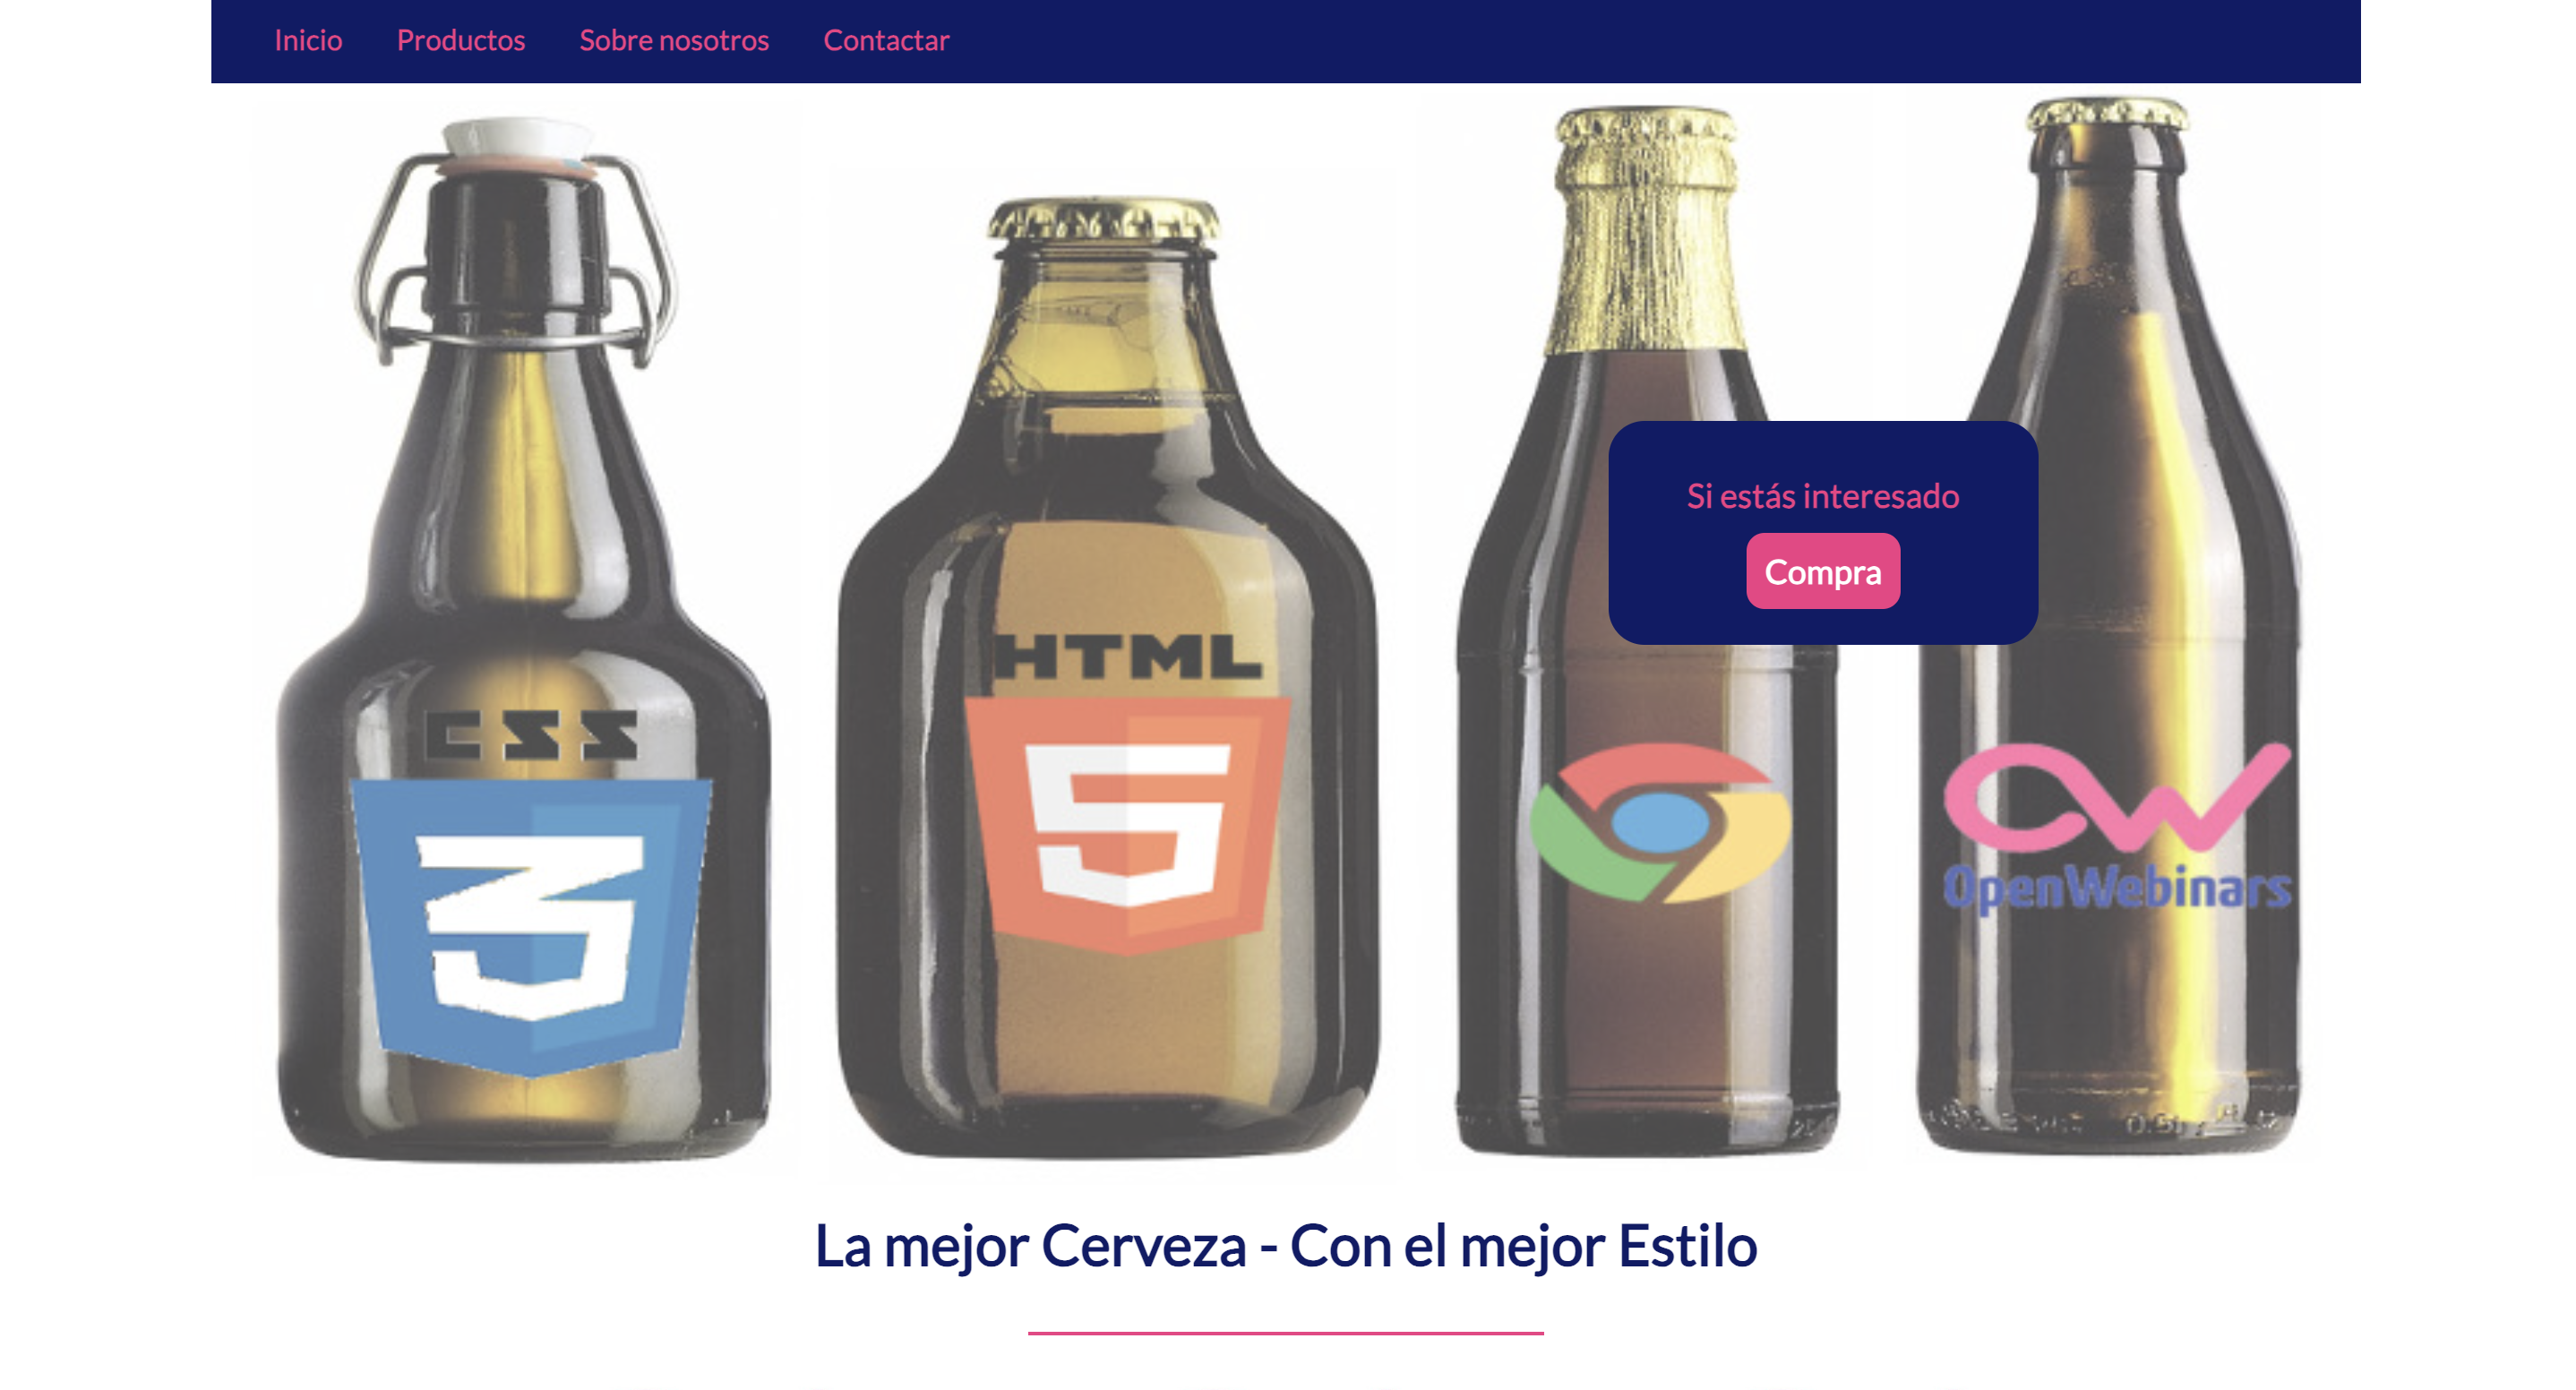 Inicio Productos Sobre nosotros Contactar
Si estás interesado
Compra
HTML
5
CSS
3
OpenWebinars
La mejor Cerveza - Con el mejor Estilo